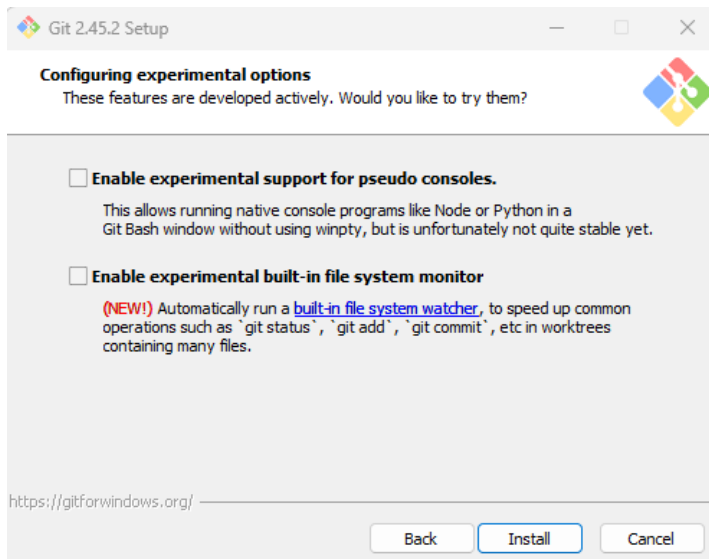 Git 2.45.2 Setup
Configuring experimental options
These features are developed actively. Would you like to try them?
Enable experimental support for pseudo consoles.
This allows running native console programs like Node or Python in a
Git Bash window without using winpty, but is unfortunately not quite stable yet.
Enable experimental built-in file system monitor
(NEW!) Automatically run a built-in file system watcher, to speed up common
operations such as `git status`, `git add`, `git commit`, etc in worktrees
containing many files.
https://gitforwindows.org/
Back Install Cancel